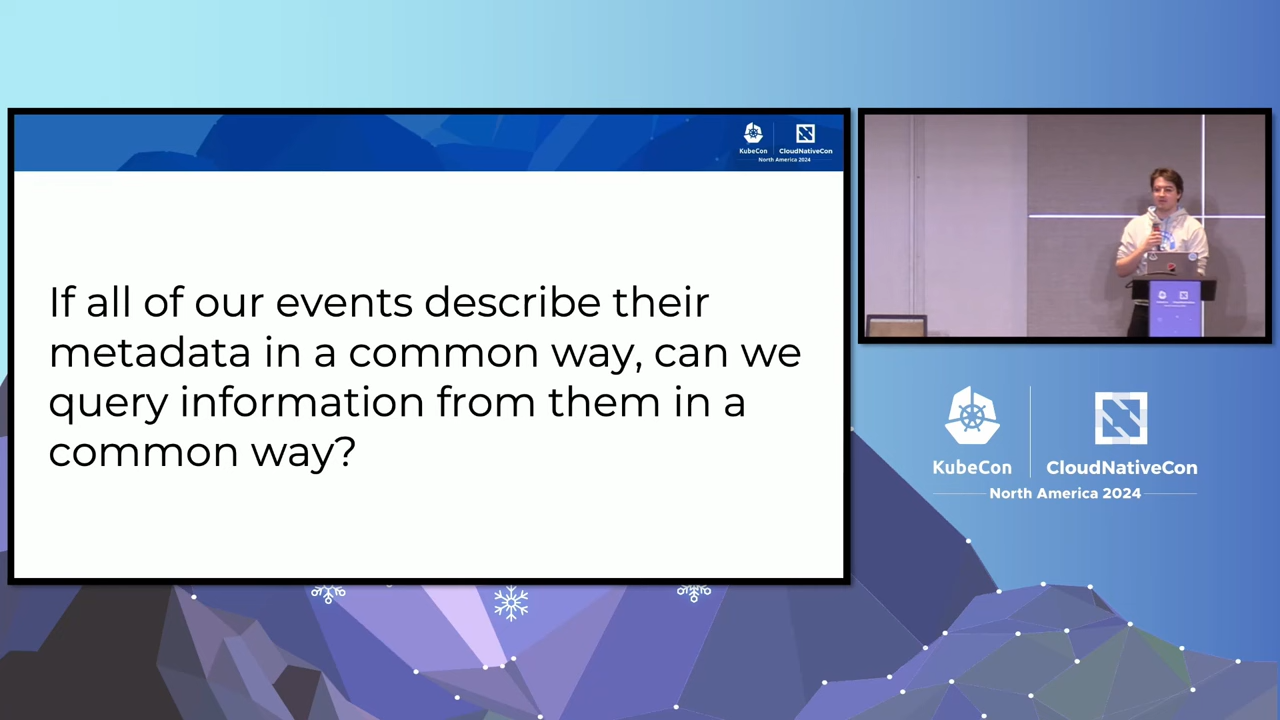 KubeCon
CloudNativeCon
North America 2024
If all of our events describe their
metadata in a common way, can we
query information from them in a
common way?
KubeCon
CloudNativeCon
North America 2024